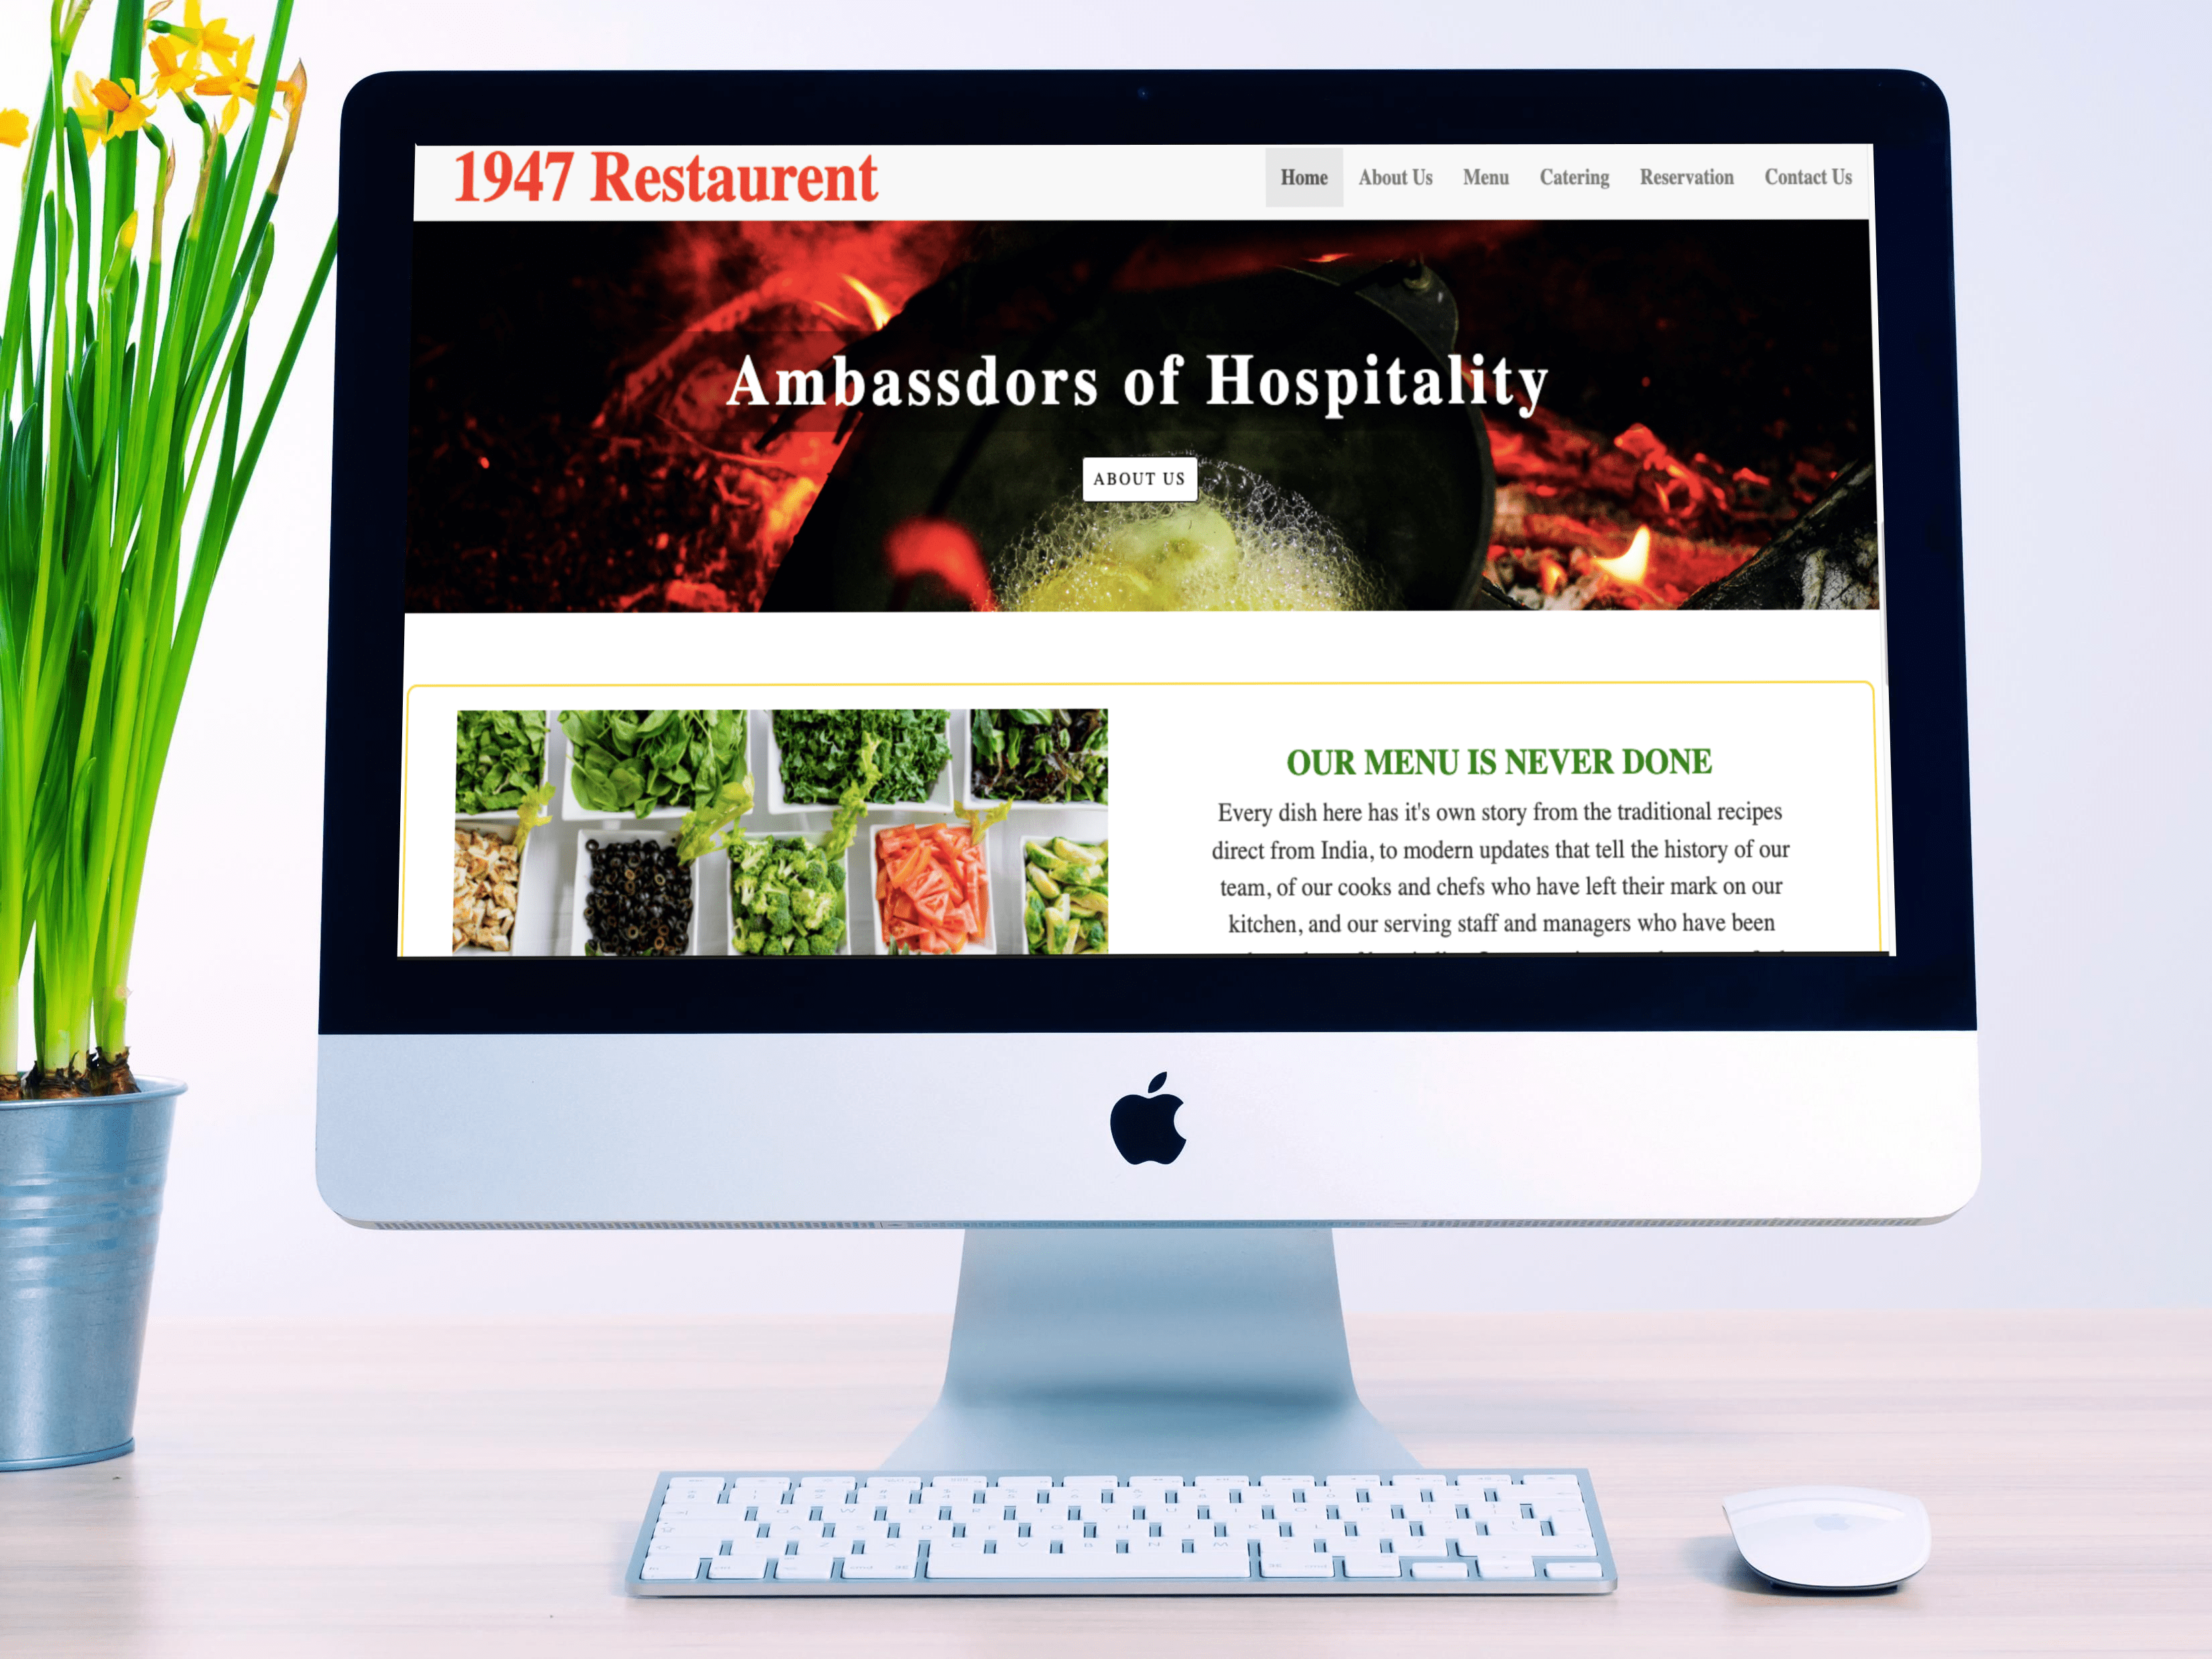 1947 Restaurent
Home About Us Menu Catering Reservation Contact Us
Ambassdors of Hospitality
ABOUT US
OUR MENU IS NEVER DONE
Every dish here has it's own story from the traditional recipes
direct from India, to modern updates that tell the history of our
team, of our cooks and chefs who have left their mark on our
kitchen, and our serving staff and managers who have been